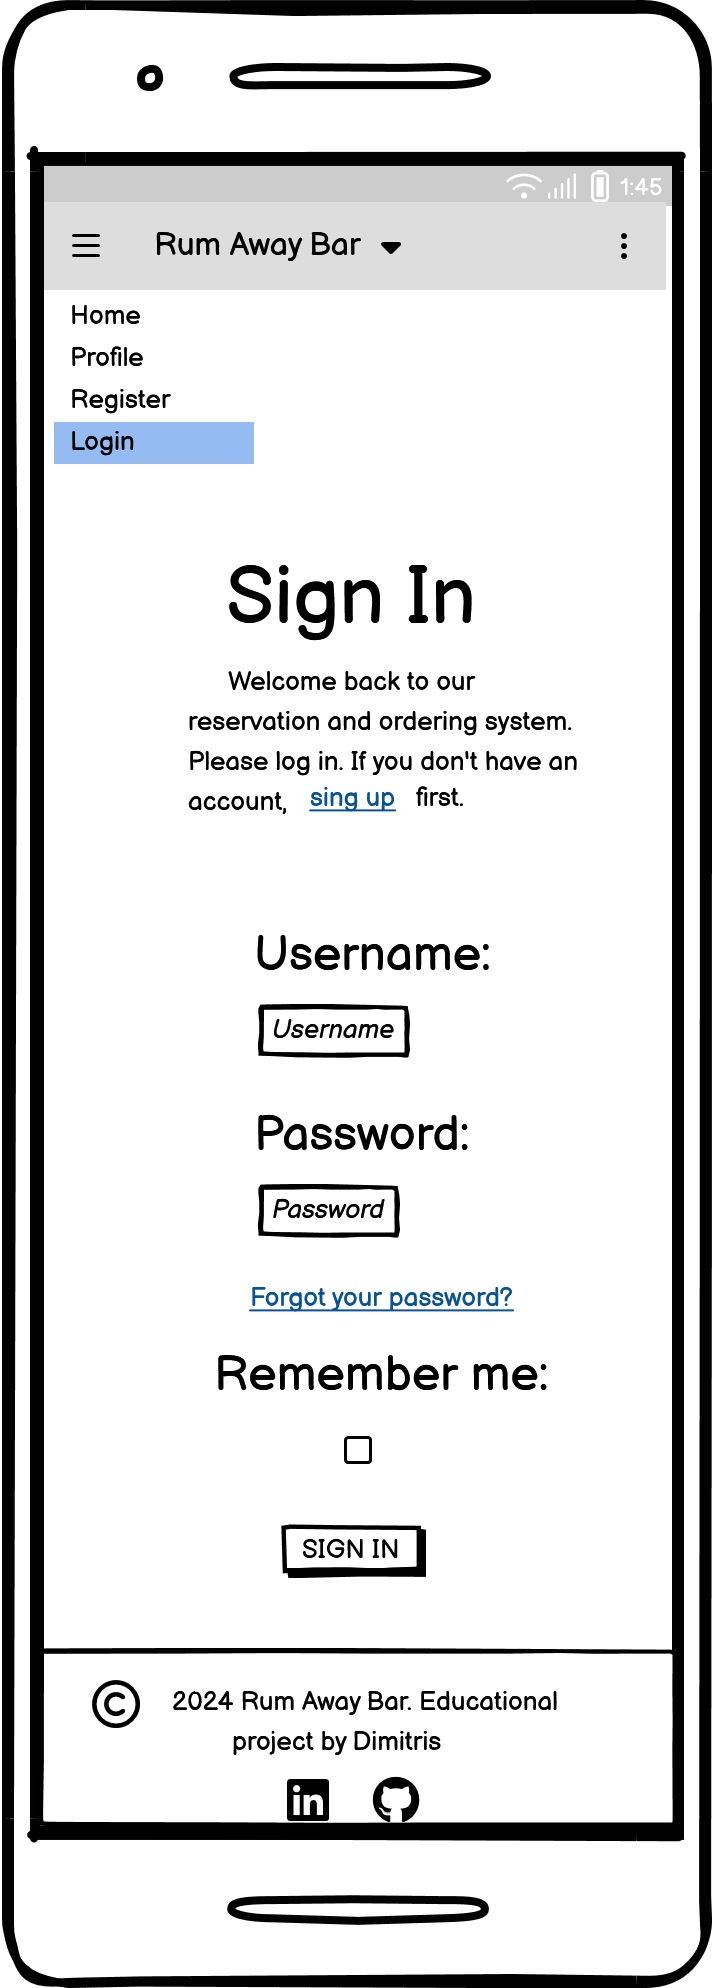 1:45
Rum Away Bar
Home
Profile
Register
Login
Sign In
Welcome back to our
reservation and ordering system.
Please log in. If you don't have an
account, sing up first.
Username:
Username
Password:
Password
Forgot your password?
Remember me:
SIGN IN
© 2024 Rum Away Bar. Educational
project by Dimitris
in